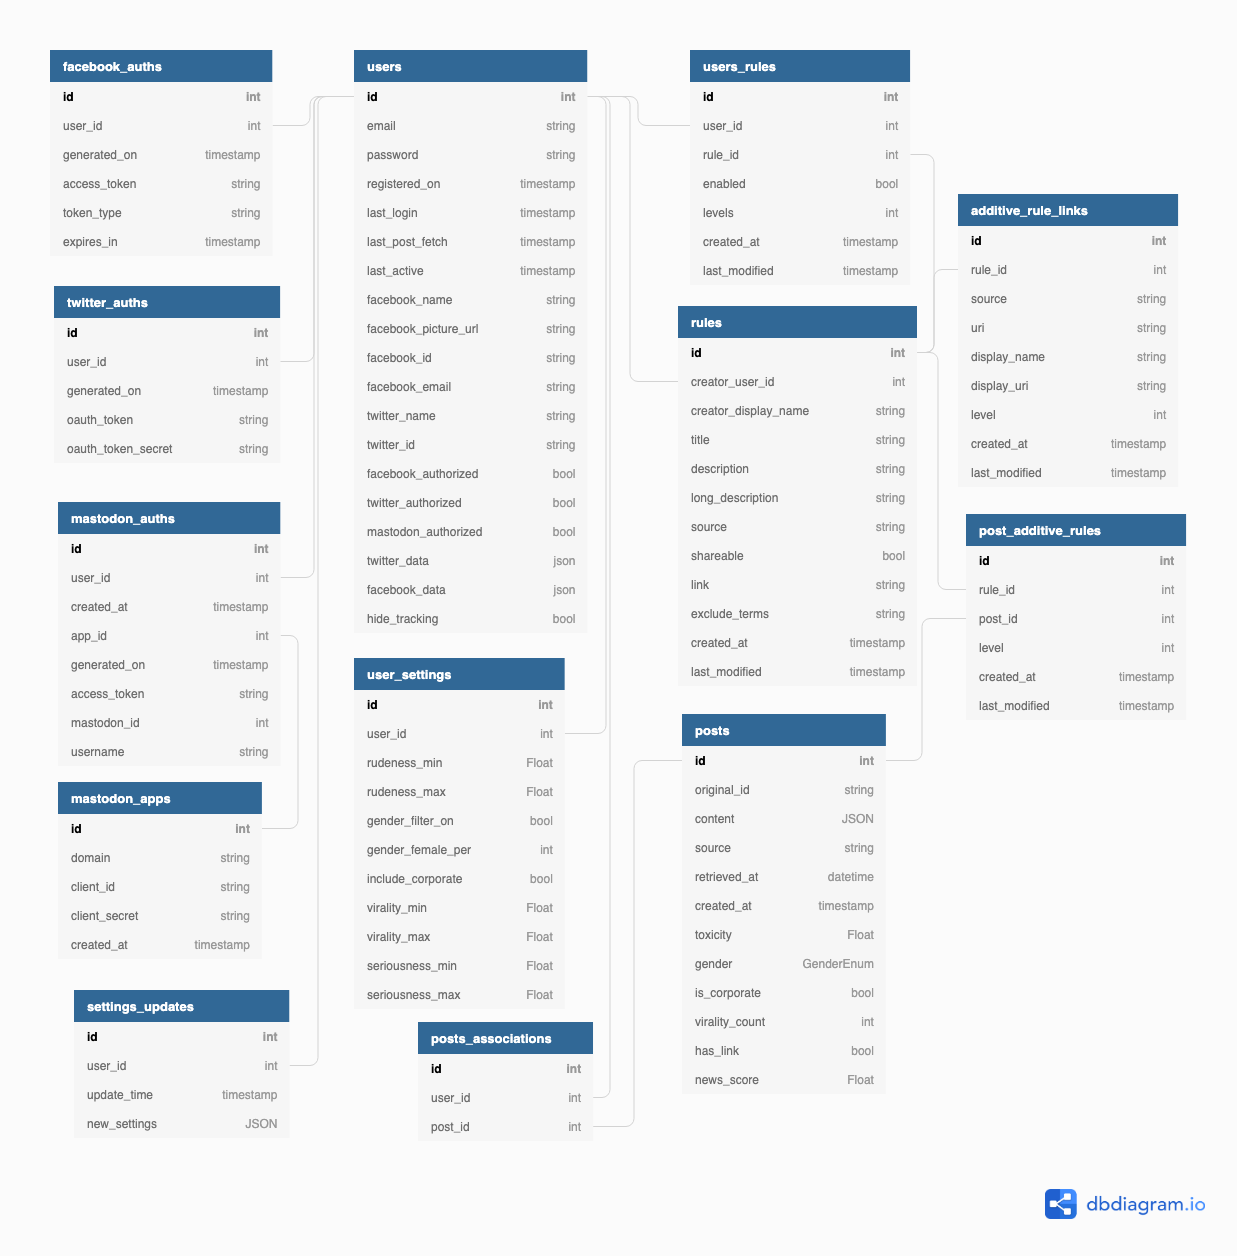 facebook_auths
id int
user_id int
generated_on timestamp
access_token string
token_type string
expires_in timestamp
twitter_auths
id int
user_id int
generated_on timestamp
oauth_token string
oauth_token_secret string
mastodon_auths
id int
user_id int
created_at timestamp
app_id int
generated_on timestamp
access_token string
mastodon_id int
username string
mastodon_apps
id int
domain string
client_id string
client_secret string
created_at timestamp
settings_updates
id int
user_id int
update_time timestamp
new_settings JSON
users
id int
email string
password string
registered_on timestamp
last_login timestamp
last_post_fetch timestamp
last_active timestamp
facebook_name string
facebook_picture_url string
facebook_id string
facebook_email string
twitter_name string
twitter_id string
facebook_authorized bool
twitter_authorized bool
mastodon_authorized bool
twitter_data json
facebook_data json
hide_tracking bool
user_settings
id int
user_id int
rudeness_min Float
rudeness_max Float
gender_filter_on bool
gender_female_per int
include_corporate bool
virality_min Float
virality_max Float
seriousness_min Float
seriousness_max Float
posts_associations
id int
user_id int
post_id int
users_rules
id int
user_id int
rule_id int
enabled bool
levels int
created_at timestamp
last_modified timestamp
rules
id int
creator_user_id int
creator_display_name string
title string
description string
long_description string
source string
shareable bool
link string
exclude_terms string
created_at timestamp
last_modified timestamp
posts
id int
original_id string
content JSON
source string
retrieved_at datetime
created_at timestamp
toxicity Float
gender GenderEnum
is_corporate bool
virality_count int
has_link bool
news_score Float
additive_rule_links
id int
rule_id int
source string
uri string
display_name string
display_uri string
level int
created_at timestamp
last_modified timestamp
post_additive_rules
id int
rule_id int
post_id int
level int
created_at timestamp
last_modified timestamp
dbdiagram.io